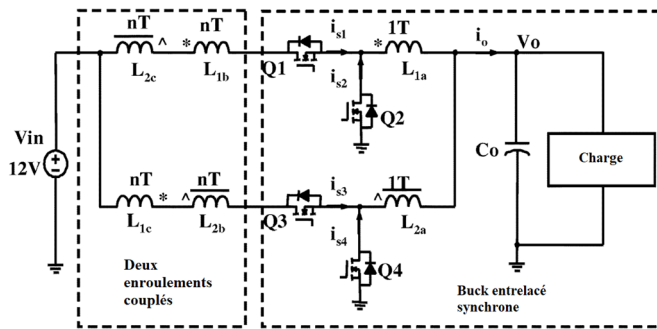 nT ^ * nT
L2c L1b
Q1 is1 * 1T io Vo
L1a
is2
Q2
Vin
12V
Co
Charge
nT * ^ nT
L1c L2b
Q3 is3 ^ 1T
L2a
is4
Q4
Deux
enroulements
couplés
Buck entrelacé
synchrone